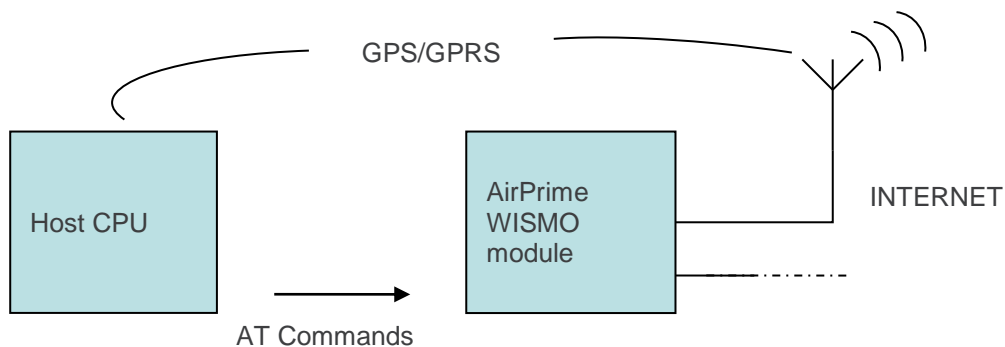 GPS/GPRS
Host CPU
AirPrime
WISMO
module
INTERNET
AT Commands